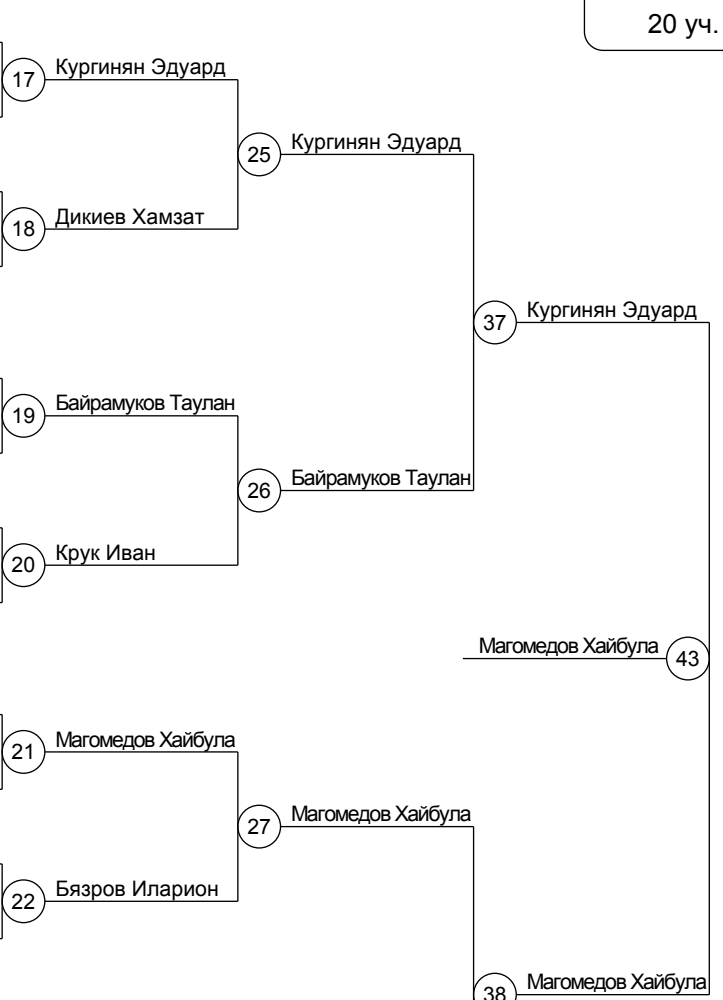 20 уч.
Кургинян Эдуард
17
Кургинян Эдуард
25
Дикиев Хамзат
18
Кургинян Эдуард
37
Байрамуков Таулан
19
Байрамуков Таулан
26
Крук Иван
20
Магомедов Хайбула
43
Магомедов Хайбула
21
Магомедов Хайбула
27
Бязров Иларион
22
Магомедов Хайбула
38